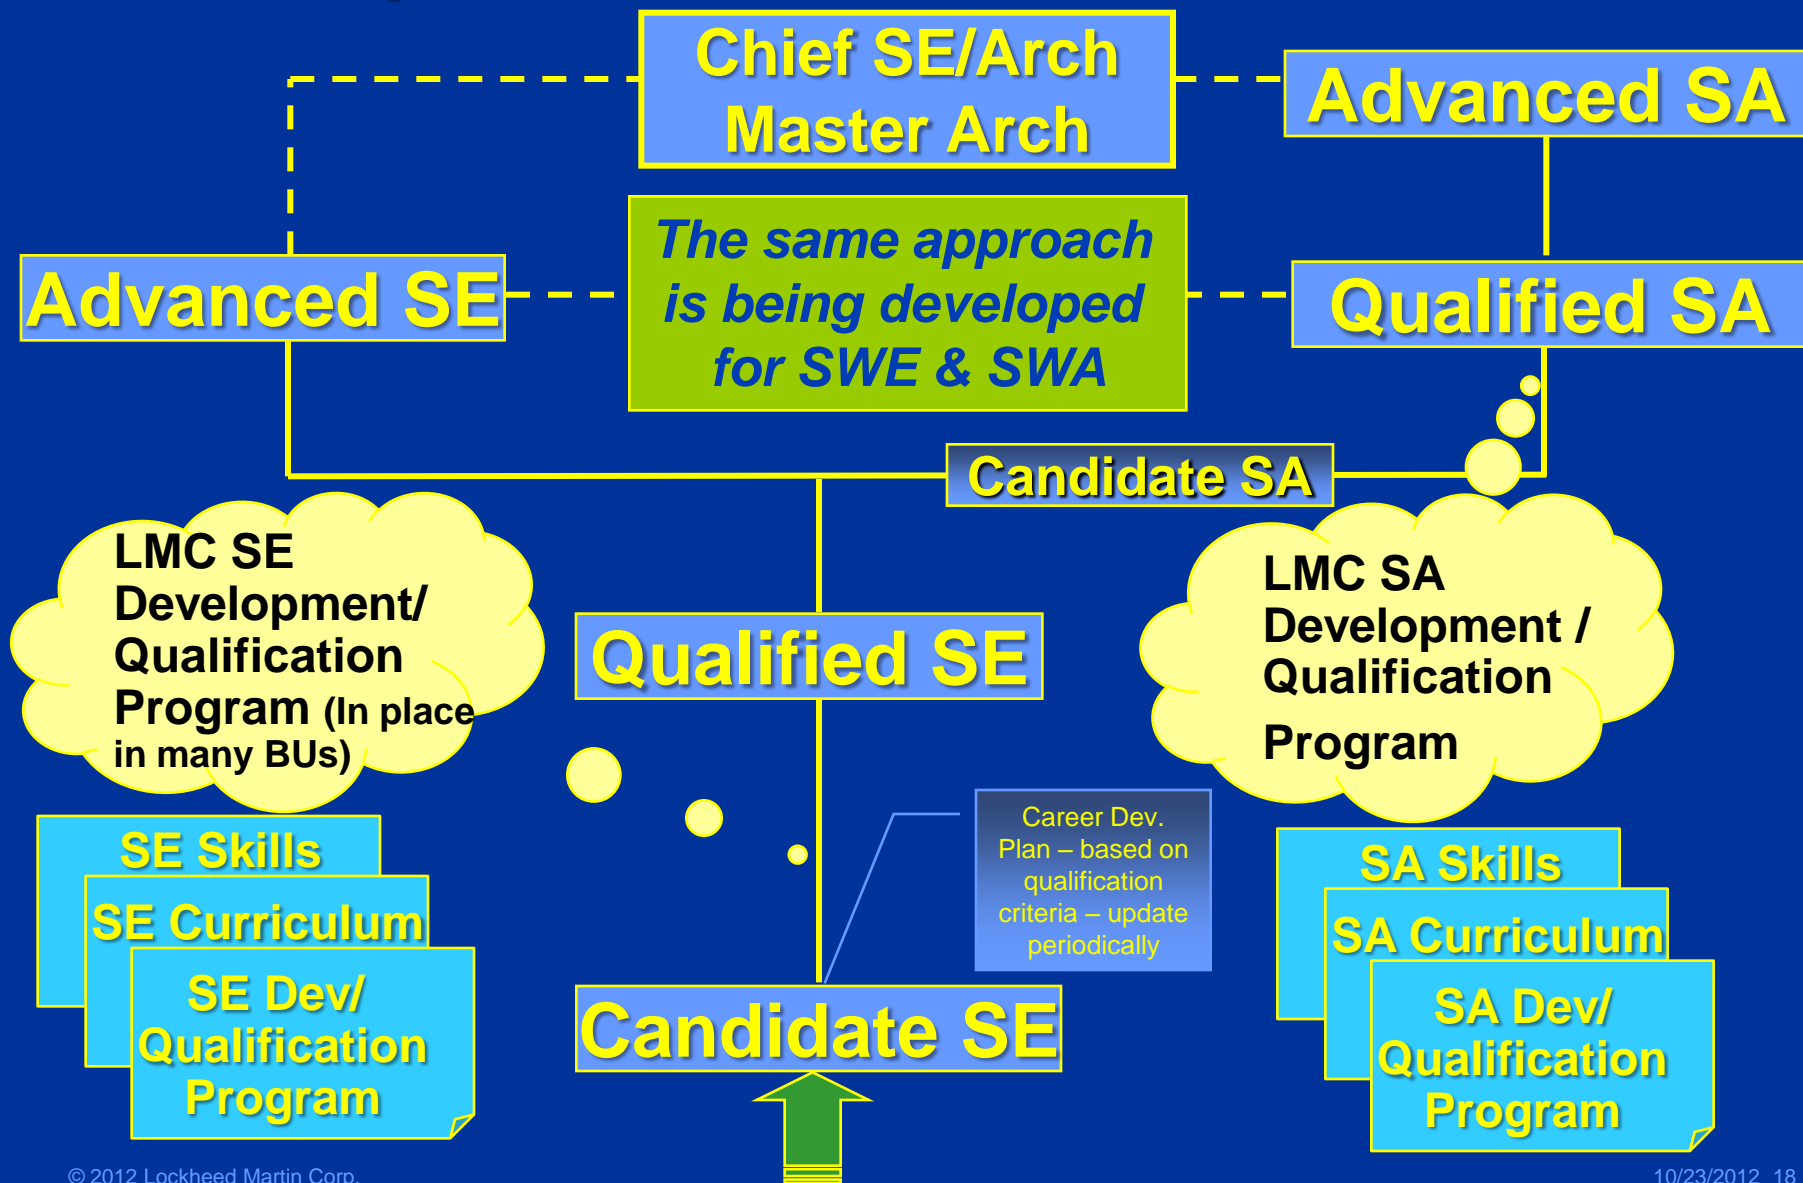 Chief SE/Arch
Master Arch
Advanced SA
The same approach
is being developed
for SWE & SWA
Advanced SE
Qualified SA
Candidate SA
LMC SE
Development/
Qualification
Program (In place
in many BUs)
LMC SA
Development /
Qualification
Program
Qualified SE
Career Dev.
Plan – based on
qualification
criteria – update
periodically
SE Skills
SE Curriculum
SE Dev/
Qualification
Program
SA Skills
SA Curriculum
SA Dev/
Qualification
Program
Candidate SE
© 2012 Lockheed Martin Corp.
10/23/2012 18